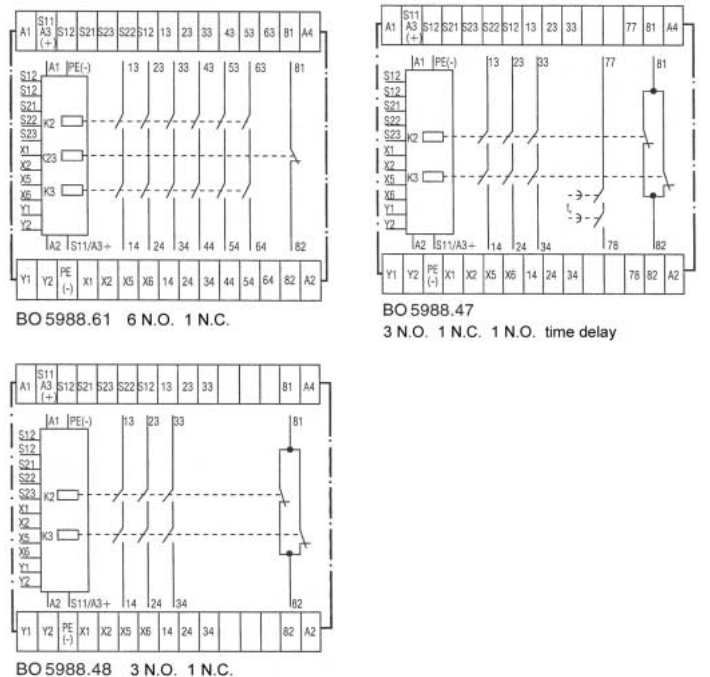 S11
A1 A3 S12 S21 S23 S22 S12 13 23 33 43 53 63 81 A4
(+)
A1 PE(-) 13 23 33 43 53 63 81
S12
S12
S21
S22
S23
X1
X2
X5
X6
Y1
Y2
K2
K23
K3
A2 S11/A3+ 14 24 34 44 54 64 82
Y1 Y2 PE X1 X2 X5 X6 14 24 34 44 54 64 82 A2
(-)
BO 5988.61 6 N.O. 1 N.C.
S11
A1 A3 S12 S21 S23 S22 S12 13 23 33 77 81 A4
(+)
A1 PE(-) 13 23 33 77 81
S12
S12
S21
S22
S23
X1
X2
X5
X6
Y1
Y2
K2
K3
A2 S11/A3+ 14 24 34 78 82
Y1 Y2 PE X1 X2 X5 X6 14 24 34 78 82 A2
(-)
BO 5988.47
3 N.O. 1 N.C. 1 N.O. time delay
S11
A1 A3 S12 S21 S23 S22 S12 13 23 33 81 A4
(+)
A1 PE(-) 13 23 33 81
S12
S12
S21
S22
S23
X1
X2
X5
X6
Y1
Y2
K2
K3
A2 S11/A3+ 14 24 34 82
Y1 Y2 PE X1 X2 X5 X6 14 24 34 82 A2
(-)
BO 5988.48 3 N.O. 1 N.C.